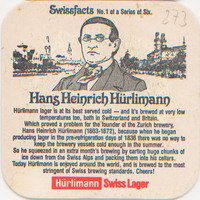 Swissfacts No.1 of a Series of Six.
273
Hans Heinrich Hürlimann
Hürlimann lager is at its best served cold – and it's brewed at very low
temperatures too, both in Switzerland and Britain.
Which proved a problem for the founder of the Zurich brewery.
Hans Heinrich Hürlimann (1803-1872), because when he began
producing lager in the pre-refrigeration days of 1836 there was no way to
keep the brewery vessels cold enough in the summer.
So he squeezed in an extra month's brewing by carting huge chunks of
ice down from the Swiss Alps and packing them into his cellars.
Today Hürlimann is enjoyed around the world, and is brewed to the most
stringent of Swiss brewing standards. Cheers!
Hürlimann Swiss Lager